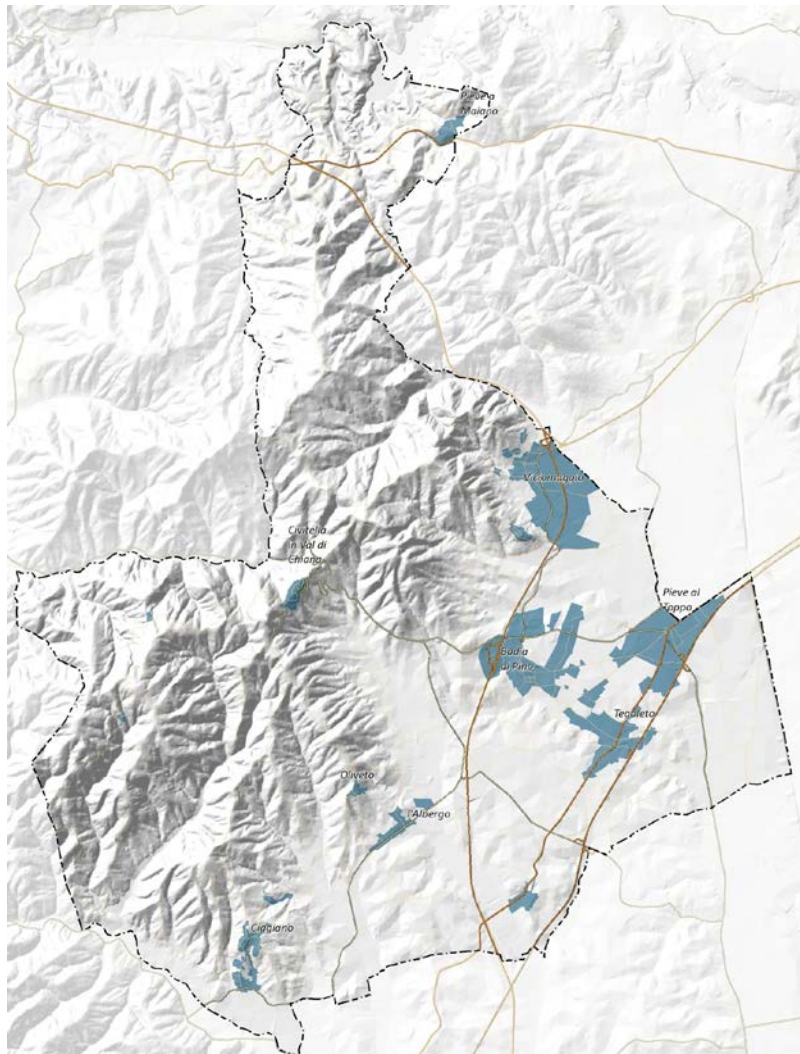 Pieve a
Maiano
Viciomaggio
Civitella
in Val di
Chiana
Pieve al
Toppo
Badia
al Pino
Tegoleto
Oliveto
l'Albergo
Ciggiano